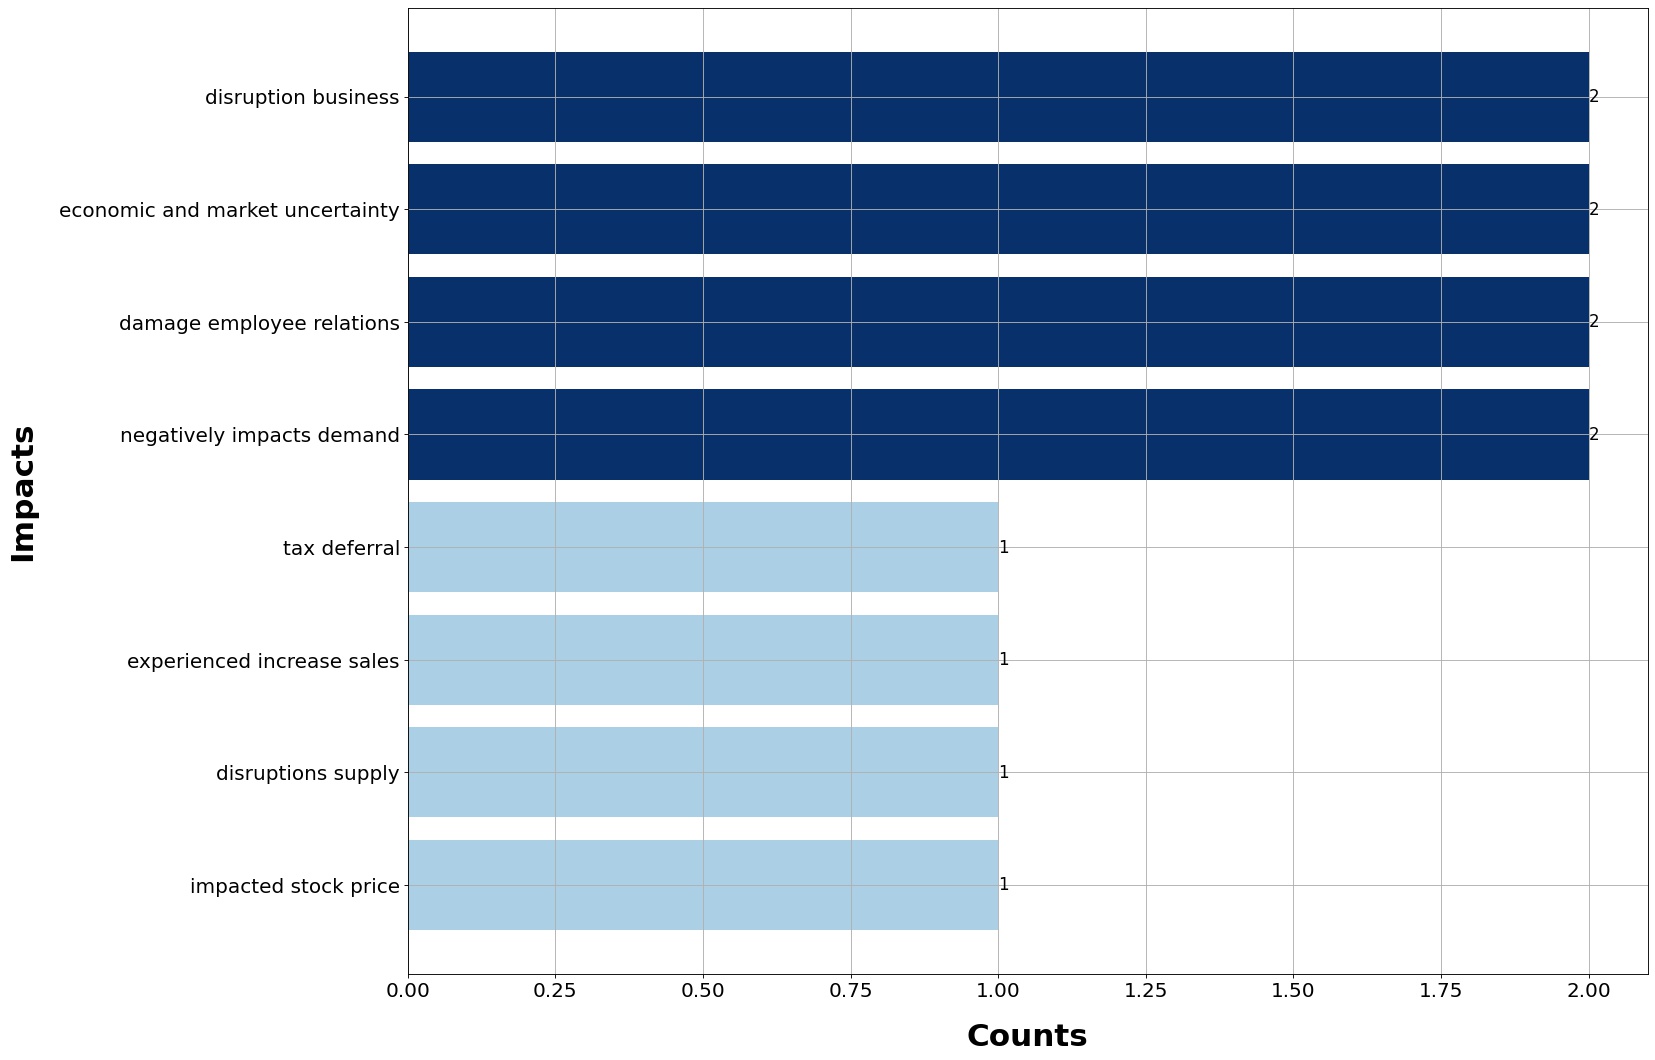 disruption business
2
economic and market uncertainty
2
damage employee relations
2
negatively impacts demand
2
tax deferral
1
experienced increase sales
1
disruptions supply
1
impacted stock price
1
Impacts
0.00 0.25 0.50 0.75 1.00 1.25 1.50 1.75 2.00
Counts